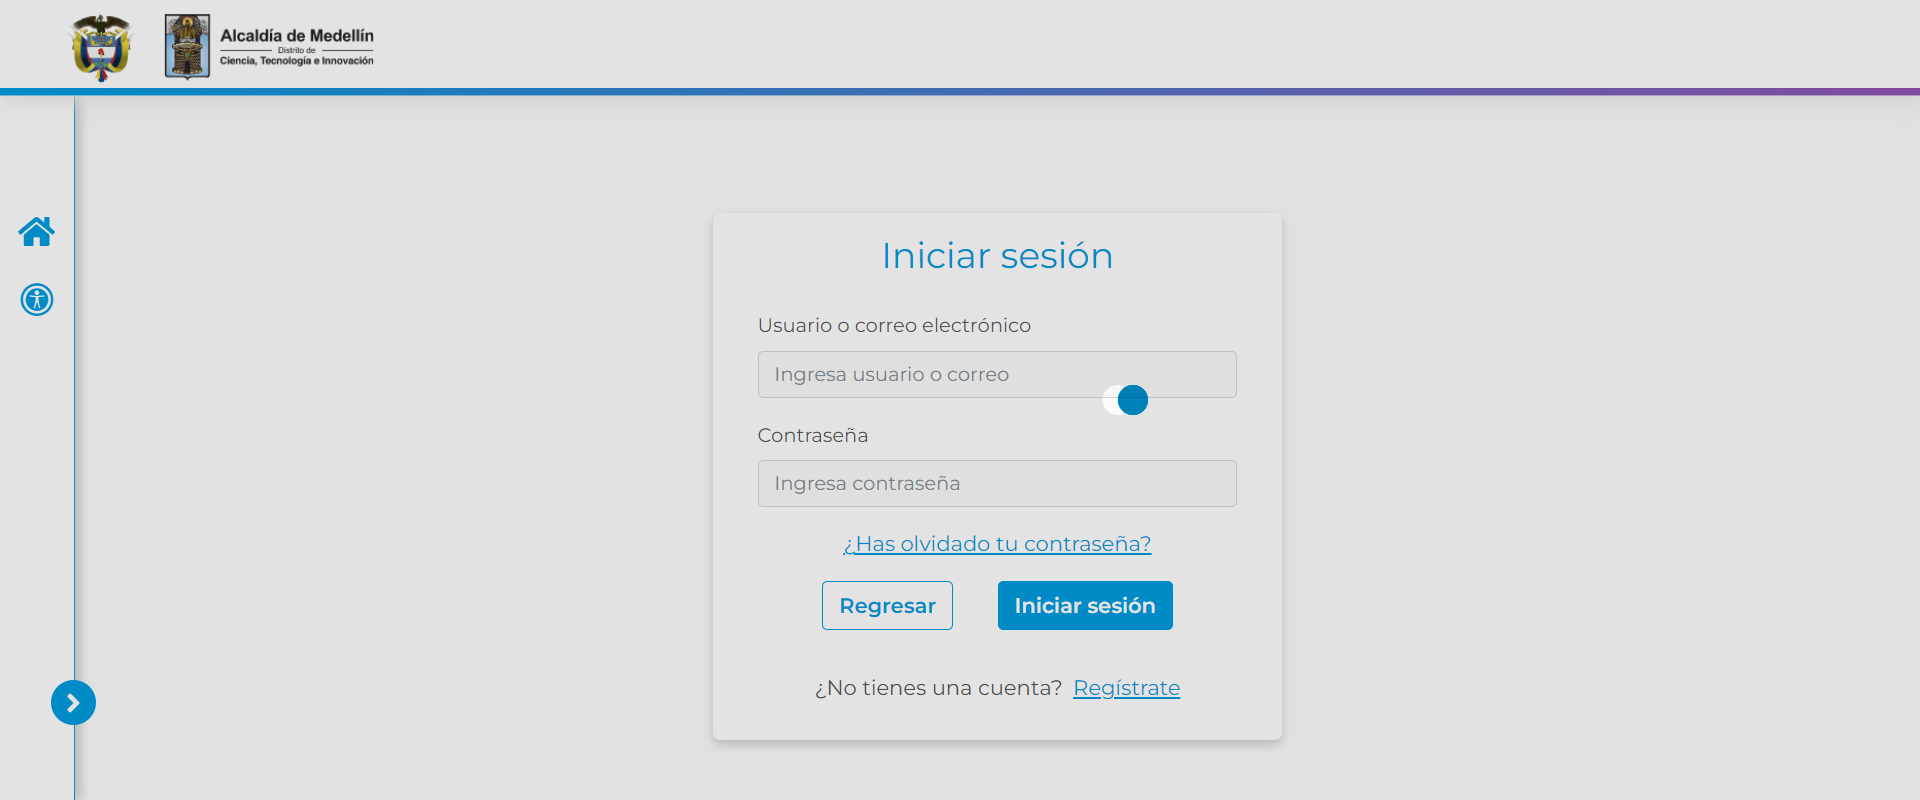 Alcaldía de Medellín
Distrito de
Ciencia, Tecnología e Innovación
Iniciar sesión
Usuario o correo electrónico
Ingresa usuario o correo
Contraseña
Ingresa contraseña
¿Has olvidado tu contraseña?
Regresar
Iniciar sesión
¿No tienes una cuenta? Regístrate